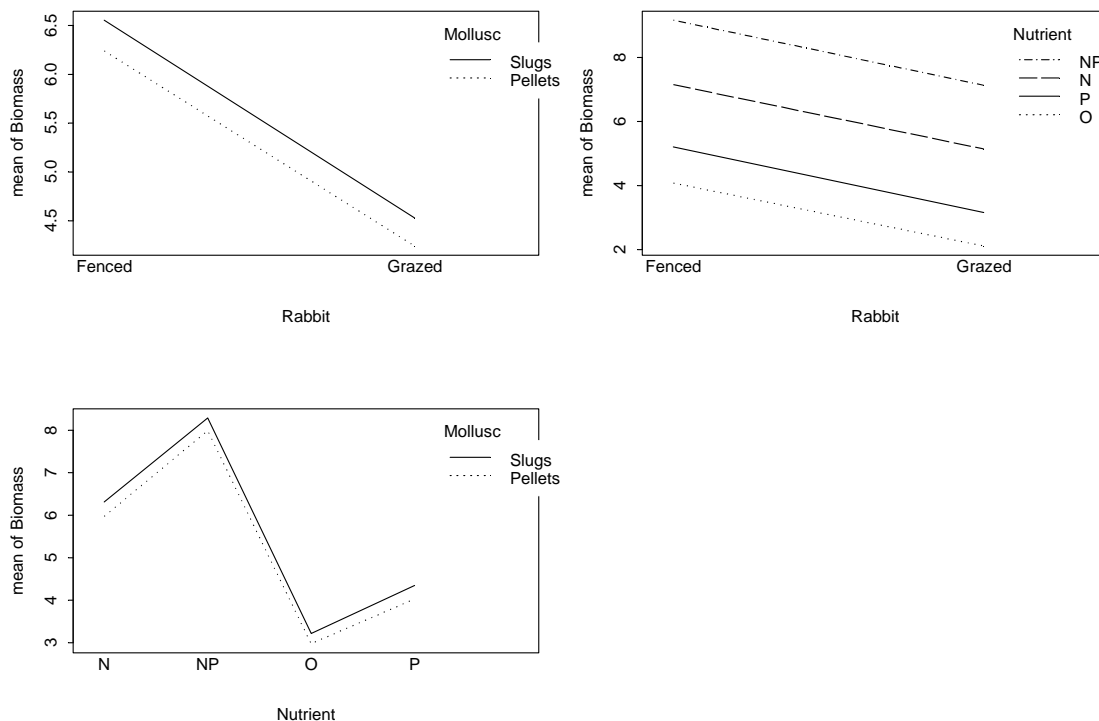 6.5
6.0
5.5
5.0
4.5
mean of Biomass
Mollusc
Slugs
Pellets
Fenced Grazed
Rabbit
8
6
4
2
mean of Biomass
Nutrient
NP
N
P
O
Fenced Grazed
Rabbit
8
7
6
5
4
3
mean of Biomass
Mollusc
Slugs
Pellets
N NP O P
Nutrient